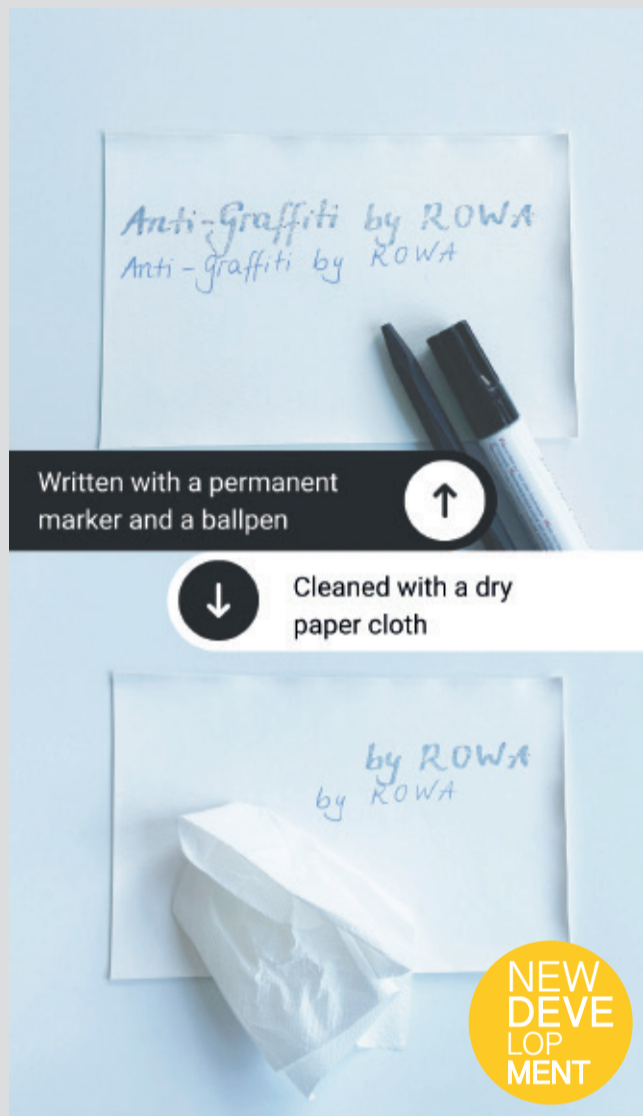 Anti-Graffiti by ROWA
Anti-graffiti by ROWA
Written with a permanent
marker and a ballpen
Cleaned with a dry
paper cloth
by ROWA
by ROWA
NEW
DEVE
LOP
MENT